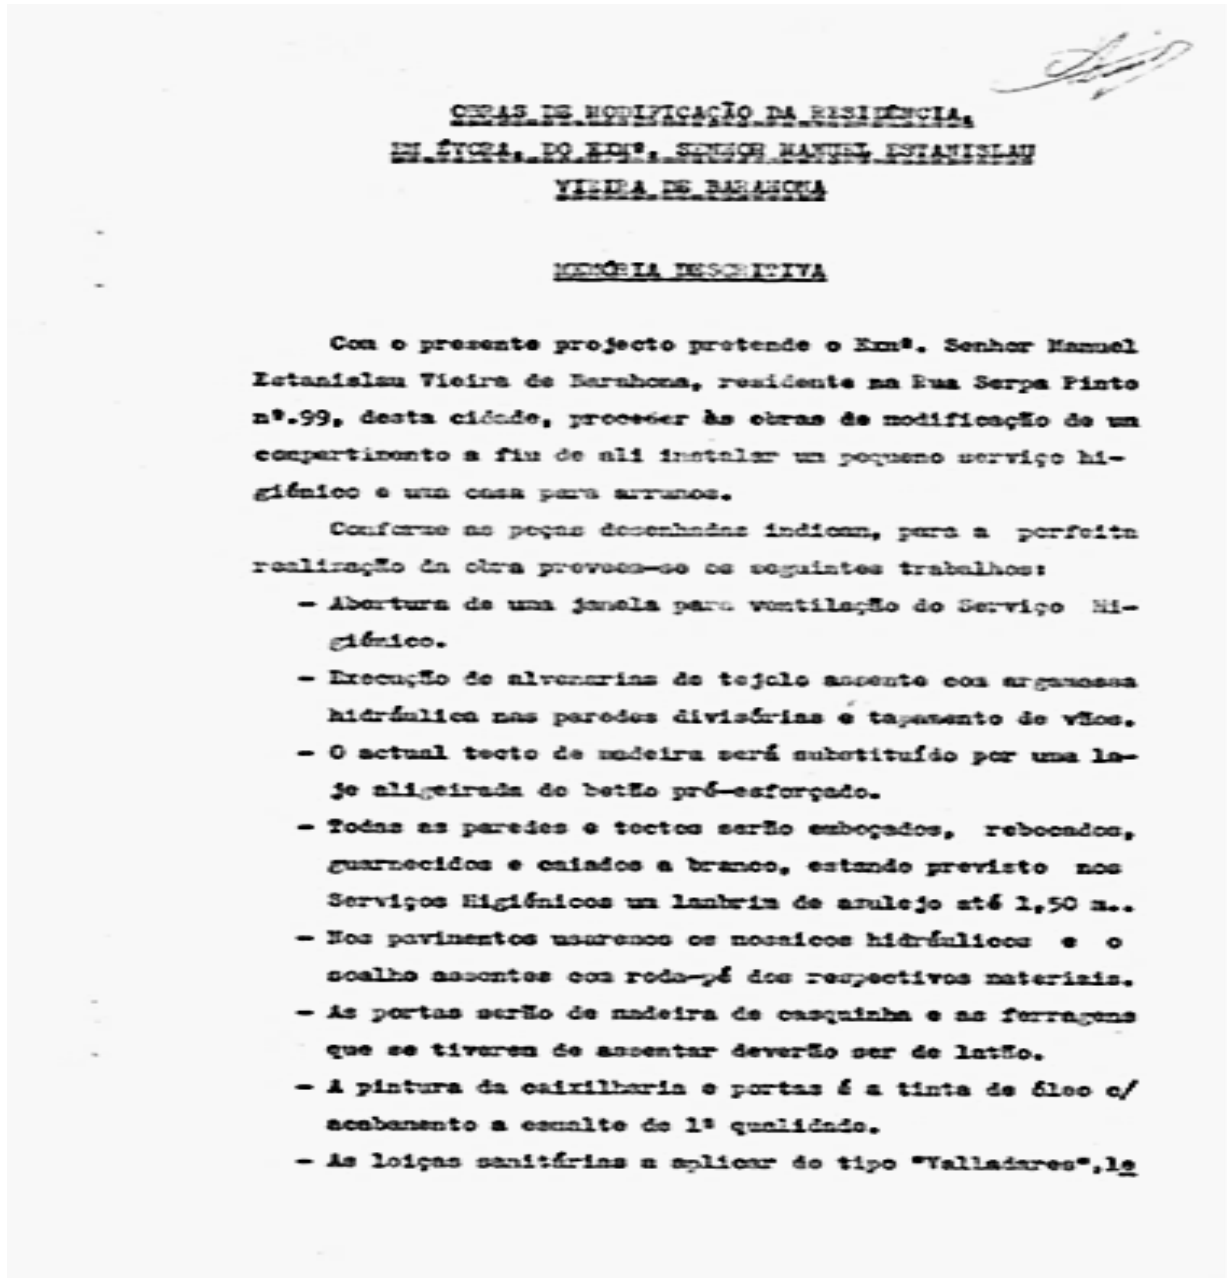 OBRAS DE MODIFICAÇÃO DA RESIDÊNCIA,
EM ÉVORA, DO EXMº. SENHOR MANUEL ESTANISLAU
VIEIRA DE BARAHONA
MEMÓRIA DESCRITIVA
Com o presente projecto pretende o Exmº. Senhor Manuel
Estanislau Vieira de Barahona, residente na Rua Serpa Pinto
nº.99, desta cidade, proceder às obras de modificação de um
compartimento a fim de ali instalar um pequeno serviço hi-
giénico e uma casa para arrumos.
Conforme as peças desenhadas indicam, para a perfeita
realização da obra prevêem-se os seguintes trabalhos:
- Abertura de uma janela para ventilação do Serviço Hi-
giénico.
- Execução de alvenarias de tejolo assente com argamassa
hidráulica nas paredes divisórias e tapamento de vãos.
- O actual tecto de madeira será substituído por uma la-
je aligeirada de betão pré-esforçado.
- Todas as paredes e tectos serão emboçados, rebocados,
guarnecidos e caiados a branco, estando previsto nos
Serviços Higiénicos um lambrim de azulejo até 1,50 m..
- Nos pavimentos usaremos os mosaicos hidráulicos e o
soalho assentes com roda-pé dos respectivos materiais.
- As portas serão de madeira de casquinha e as ferragens
que se tiverem de assentar deverão ser de latão.
- A pintura da caixilharia e portas é a tinta de óleo c/
acabamento a esmalte de 1ª qualidade.
- As loiças sanitárias a aplicar do tipo "Valladares",le